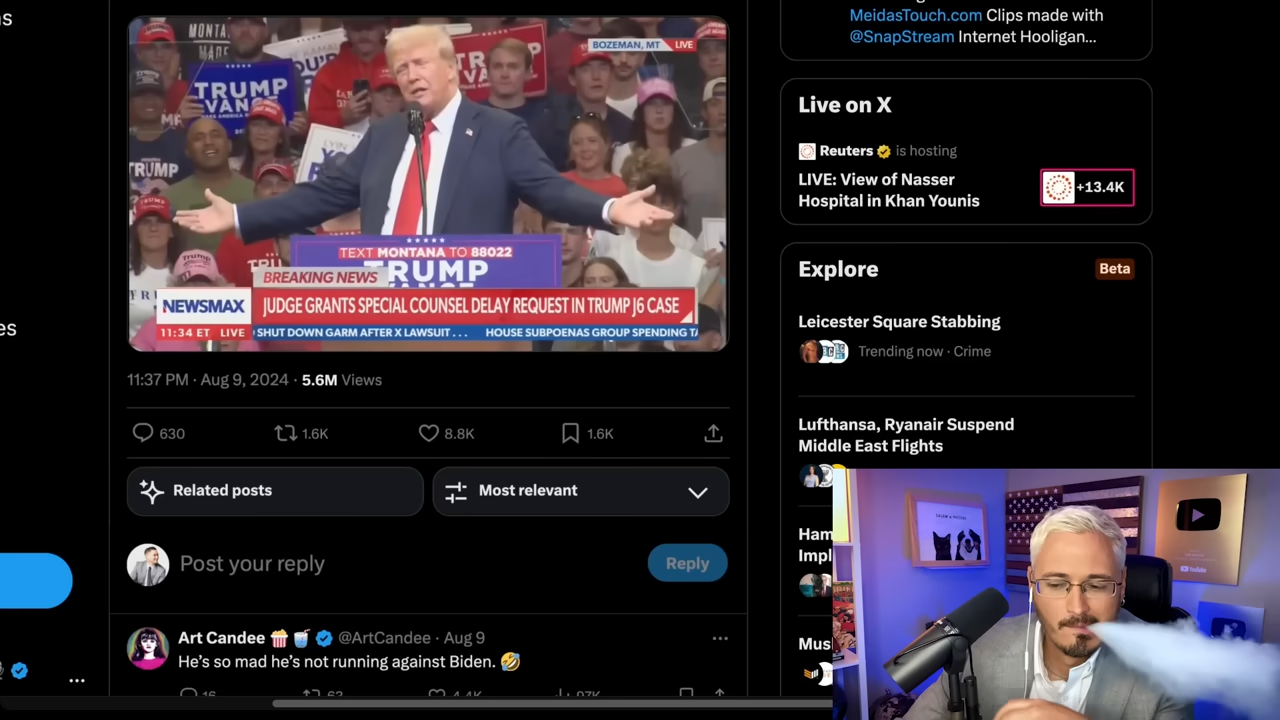 MeidasTouch.com Clips made with
@SnapStream Internet Hooligan...
BOZEMAN, MT LIVE
TRUMP
TRUMP
TEXT MONTANA TO 88022
TRUMP
BREAKING NEWS
NEWSMAX
JUDGE GRANTS SPECIAL COUNSEL DELAY REQUEST IN TRUMP J6 CASE
11:34 ET LIVE SHUT DOWN GARM AFTER X LAWSUIT . . . HOUSE SUBPOENAS GROUP SPENDING
11:37 PM · Aug 9, 2024 · 5.6M Views
630 1.6K 8.8K 1.6K
Related posts
Most relevant
Post your reply
Reply
Art Candee @ArtCandee · Aug 9
He's so mad he's not running against Biden. 🤣
Live on X
Reuters is hosting
LIVE: View of Nasser
Hospital in Khan Younis
+13.4K
Explore
Beta
Leicester Square Stabbing
Trending now · Crime
Lufthansa, Ryanair Suspend
Middle East Flights
Ham
Impl
Mus
YouTube